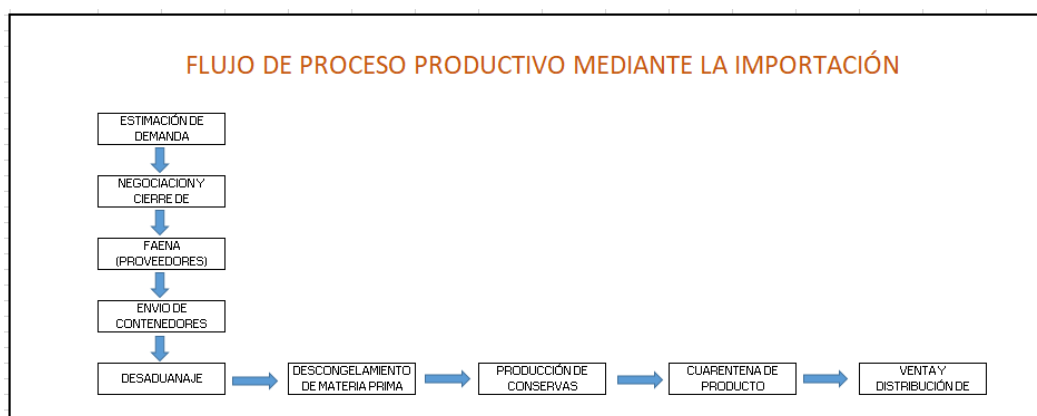 FLUJO DE PROCESO PRODUCTIVO MEDIANTE LA IMPORTACIÓN
ESTIMACIÓN DE
DEMANDA
NEGOCIACION Y
CIERRE DE
FAENA
(PROVEEDORES)
ENVIO DE
CONTENEDORES
DESADUANAJE
DESCONGELAMIENTO
DE MATERIA PRIMA
PRODUCCIÓN DE
CONSERVAS
CUARENTENA DE
PRODUCTO
VENTA Y
DISTRIBUCIÓN DE